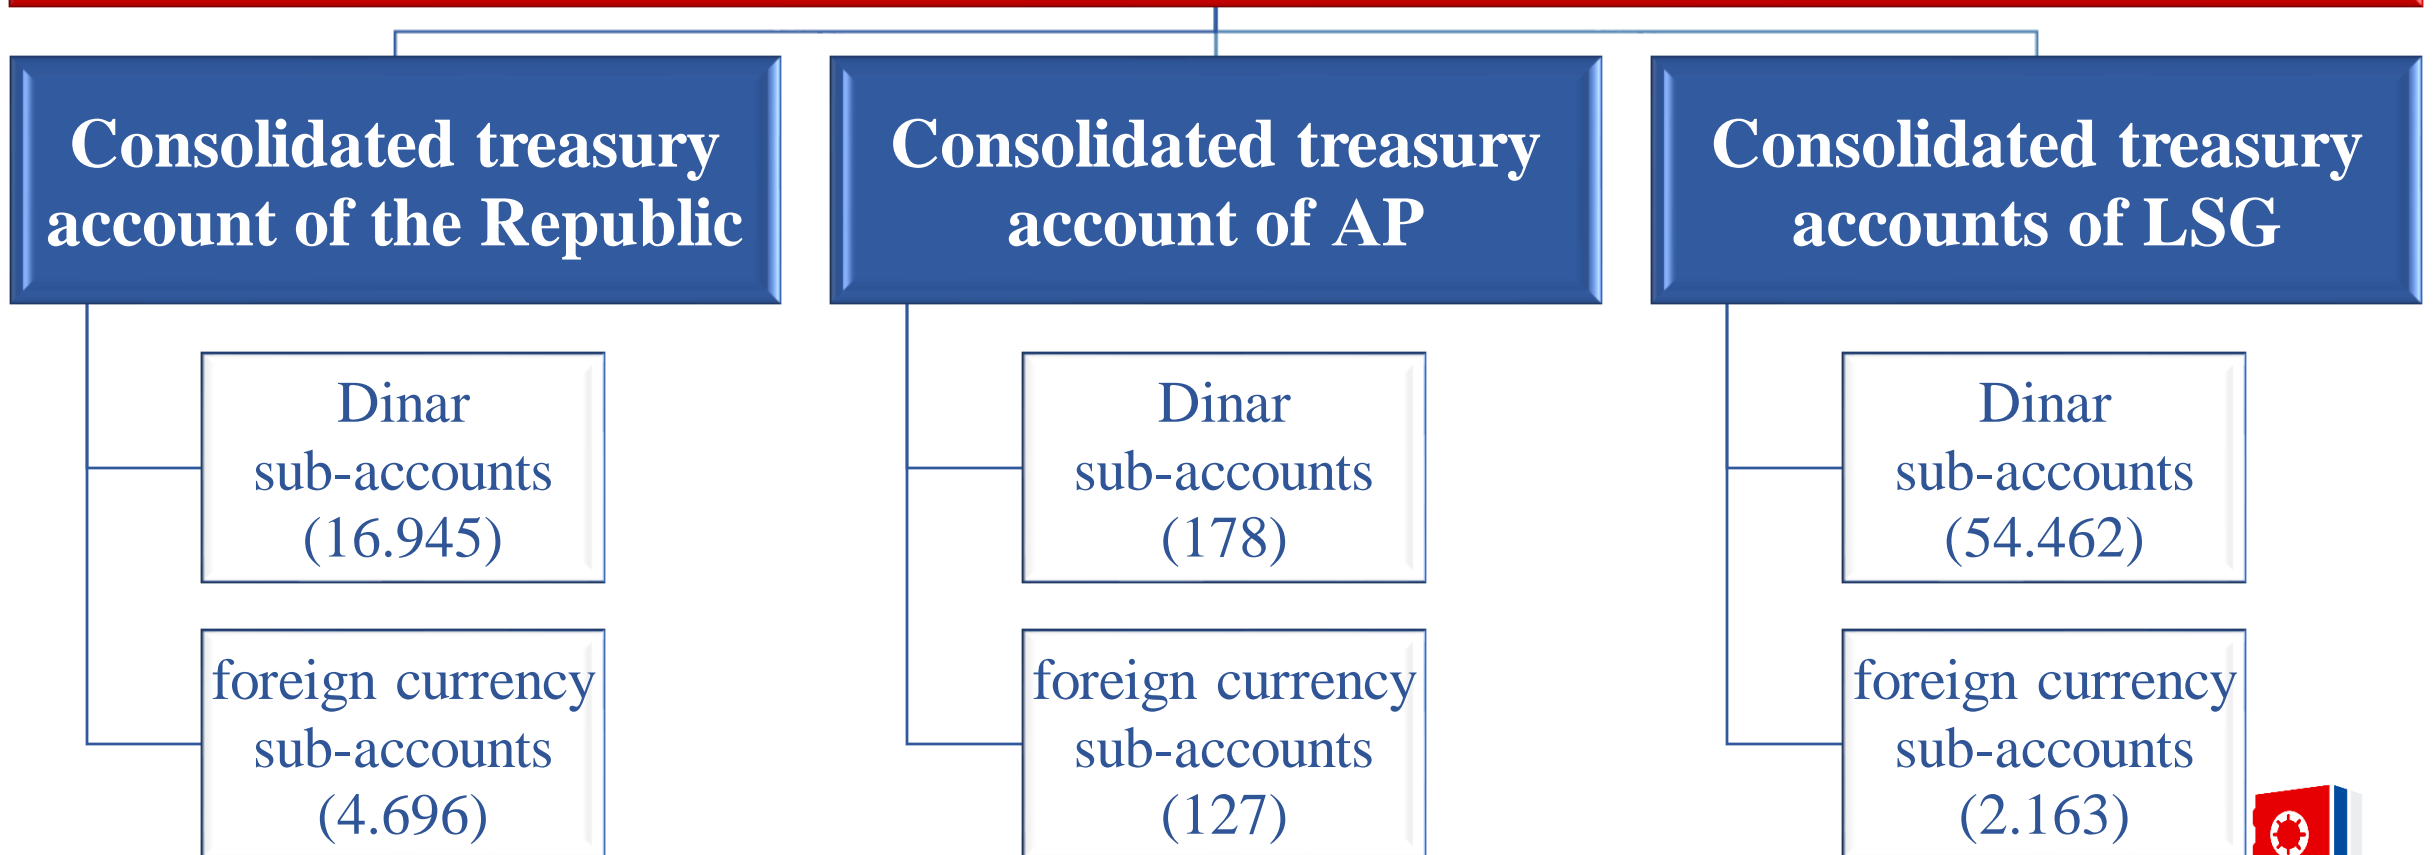 Consolidated treasury
account of the Republic
Consolidated treasury
account of AP
Consolidated treasury
accounts of LSG
Dinar
sub-accounts
(16.945)
Dinar
sub-accounts
(178)
Dinar
sub-accounts
(54.462)
foreign currency
sub-accounts
(4.696)
foreign currency
sub-accounts
(127)
foreign currency
sub-accounts
(2.163)